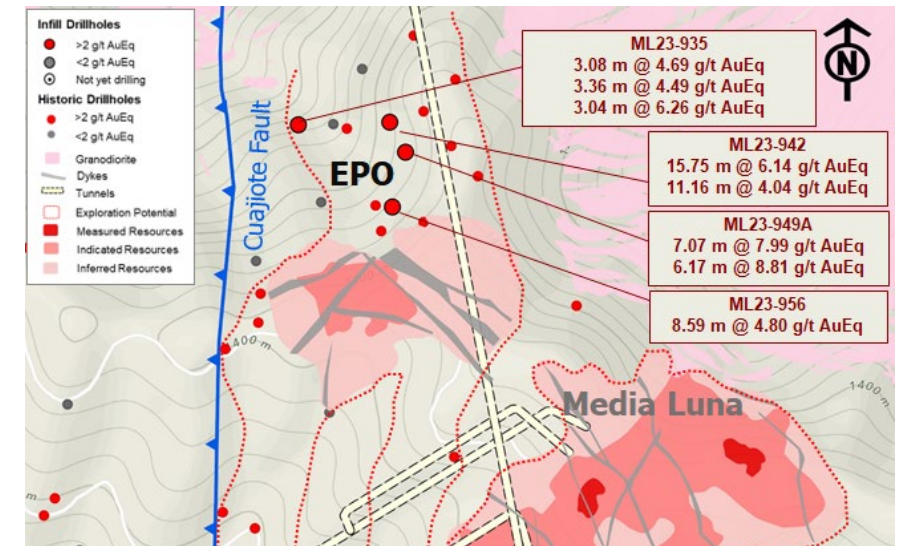 Infill Drillholes
>2 g/t AuEq
<2 g/t AuEq
Not yet drilling
Historic Drillholes
>2 g/t AuEq
<2 g/t AuEq
Granodiorite
Dykes
Tunnels
Exploration Potential
Measured Resources
Indicated Resources
Inferred Resources
Cuajiote Fault
EPO
ML23-935
3.08 m @ 4.69 g/t AuEq
3.36 m @ 4.49 g/t AuEq
3.04 m @ 6.26 g/t AuEq
N
ML23-942
15.75 m @ 6.14 g/t AuEq
11.16 m @ 4.04 g/t AuEq
ML23-949A
7.07 m @ 7.99 g/t AuEq
6.17 m @ 8.81 g/t AuEq
ML23-956
8.59 m @ 4.80 g/t AuEq
1400 m
Media Luna
1400 m